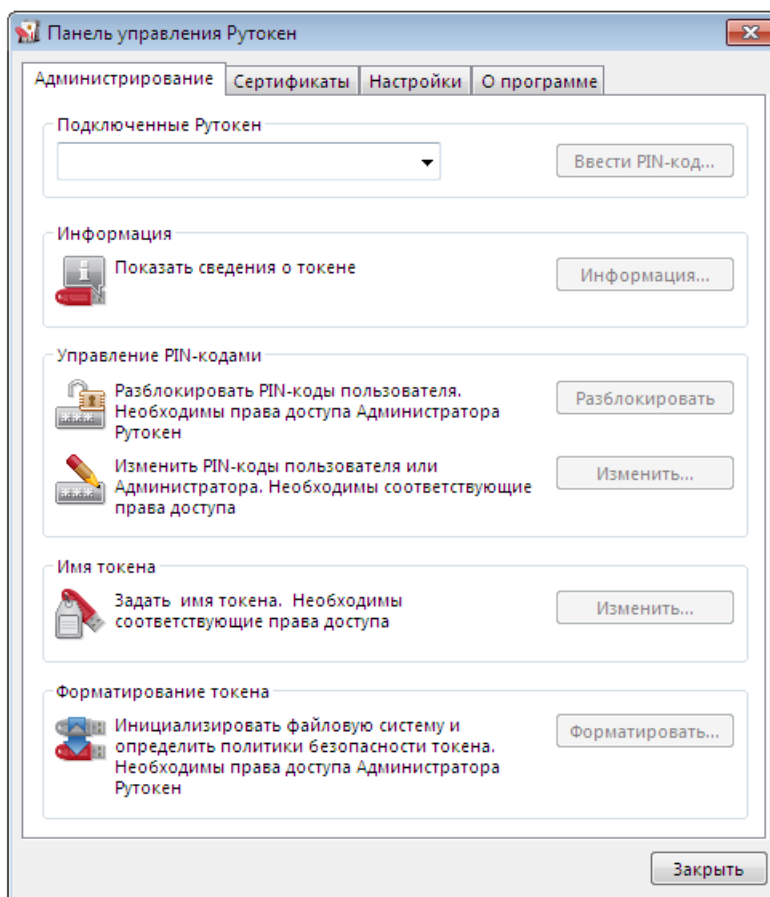 Панель управления Рутокен
Администрирование Сертификаты Настройки О программе
Подключенные Рутокен
Ввести PIN-код...
Информация
Показать сведения о токене
Информация...
Управление PIN-кодами
Разблокировать PIN-коды пользователя.
Необходимы права доступа Администратора
Рутокен
Разблокировать
Изменить PIN-коды пользователя или
Администратора. Необходимы соответствующие
права доступа
Изменить...
Имя токена
Задать имя токена. Необходимы
соответствующие права доступа
Изменить...
Форматирование токена
Инициализировать файловую систему и
определить политики безопасности токена.
Необходимы права доступа Администратора
Рутокен
Форматировать...
Закрыть